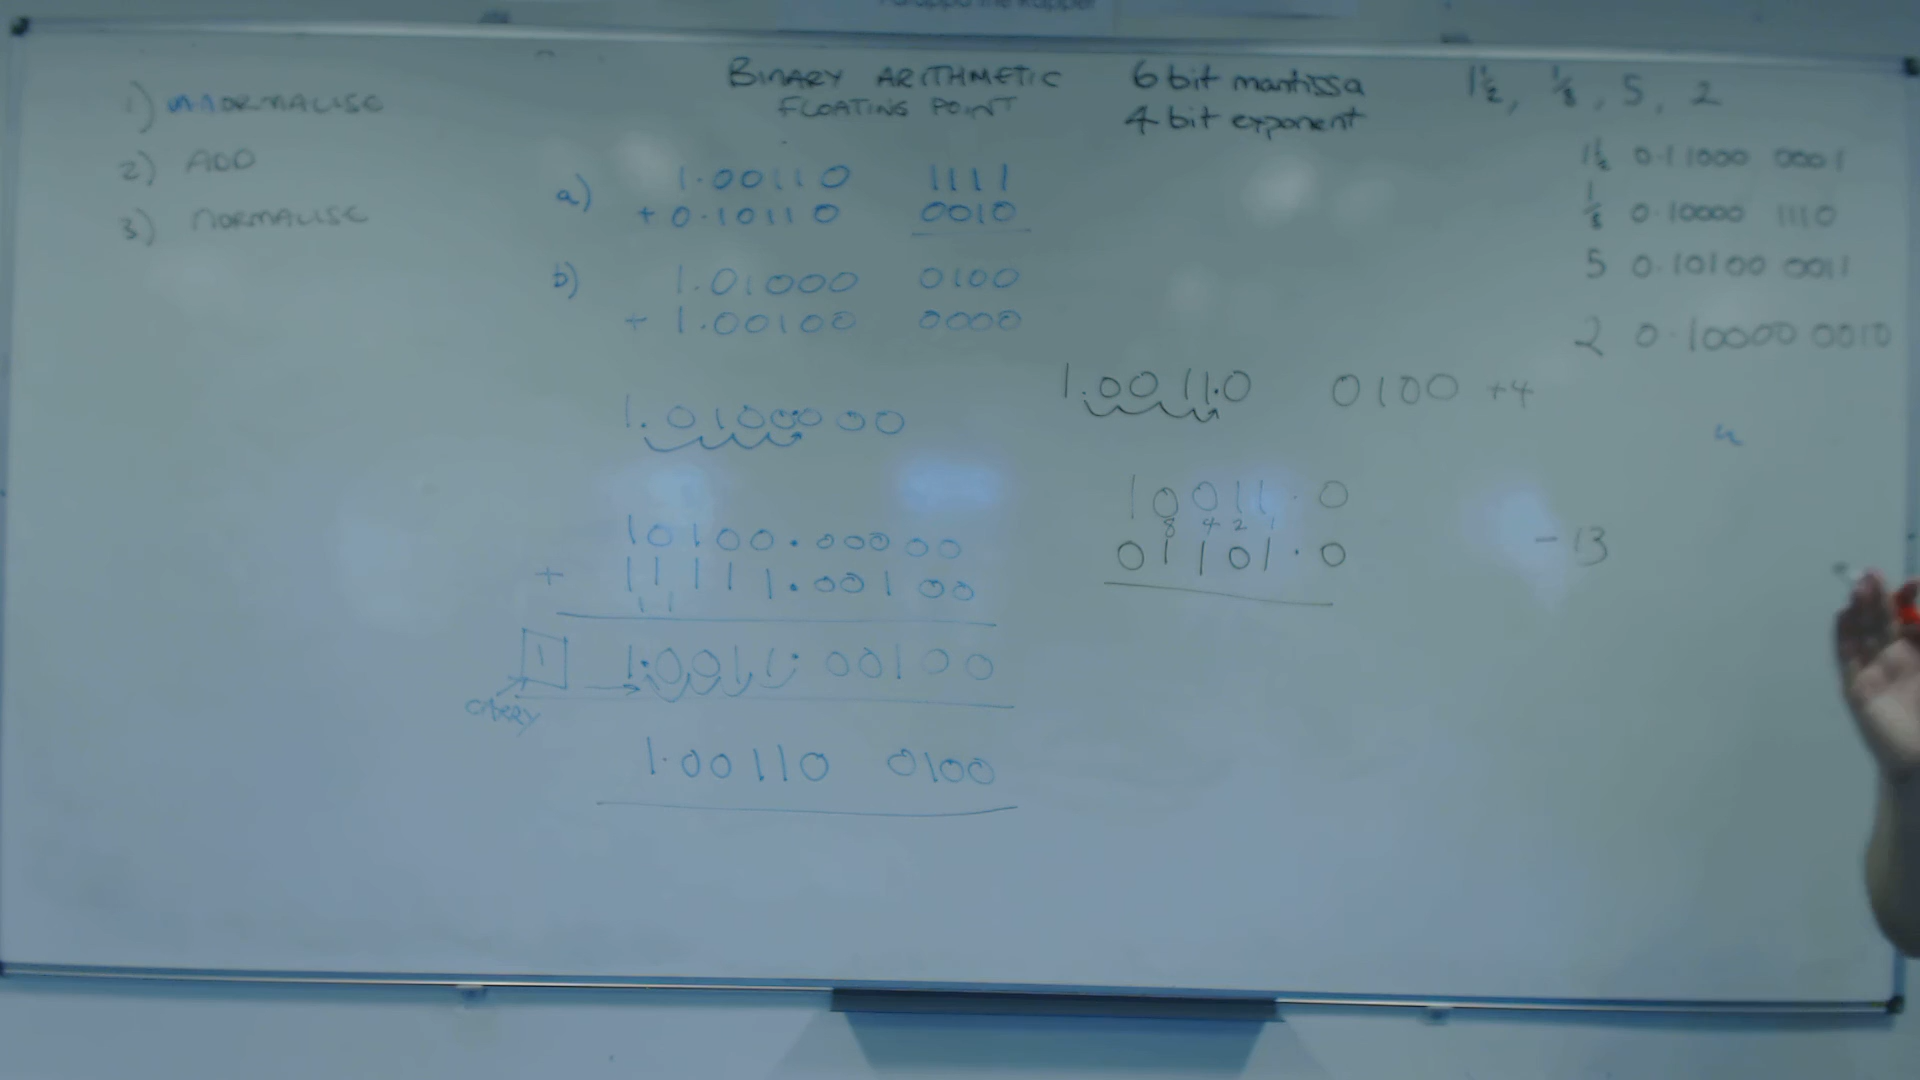 1) UNNORMALISE
2) ADD
3) NORMALISE
BINARY ARITHMETIC
FLOATING POINT
6 bit mantissa
4 bit exponent
1½, ⅛, 5, 2
1½ 0.11000 0001
⅛ 0.10000 1110
5 0.10100 0011
2 0.10000 0010
a) 1.00110 1111
+ 0.10110 0010
b) 1.01000 0100
+ 1.00100 0000
1.0100000
10100.00000
+ 11111.00100
11
1 1.0011.00100
CARRY
1.00110 0100
1.0011.0 0100 +4
10011.0
8 4 2 1
01101.0
-13